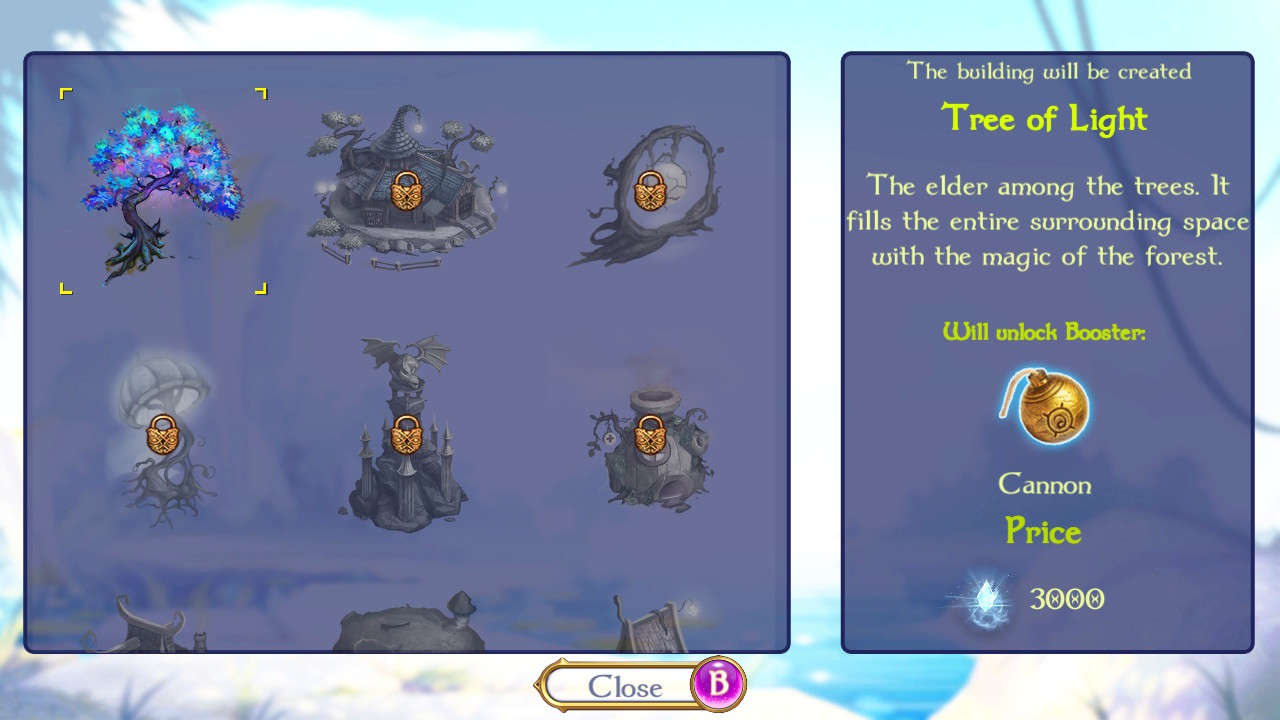 The building will be created
Tree of Light
The elder among the trees. It
fills the entire surrounding space
with the magic of the forest.
Will unlock Booster:
Cannon
Price
3000
Close
B